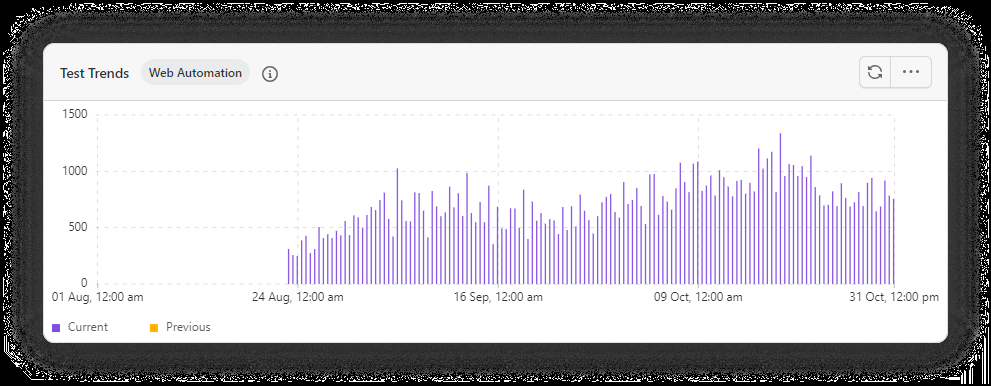 Test Trends Web Automation
1500
1000
500
0
01 Aug, 12:00 am 24 Aug, 12:00 am 16 Sep, 12:00 am 09 Oct, 12:00 am 31 Oct, 12:00 pm
Current Previous